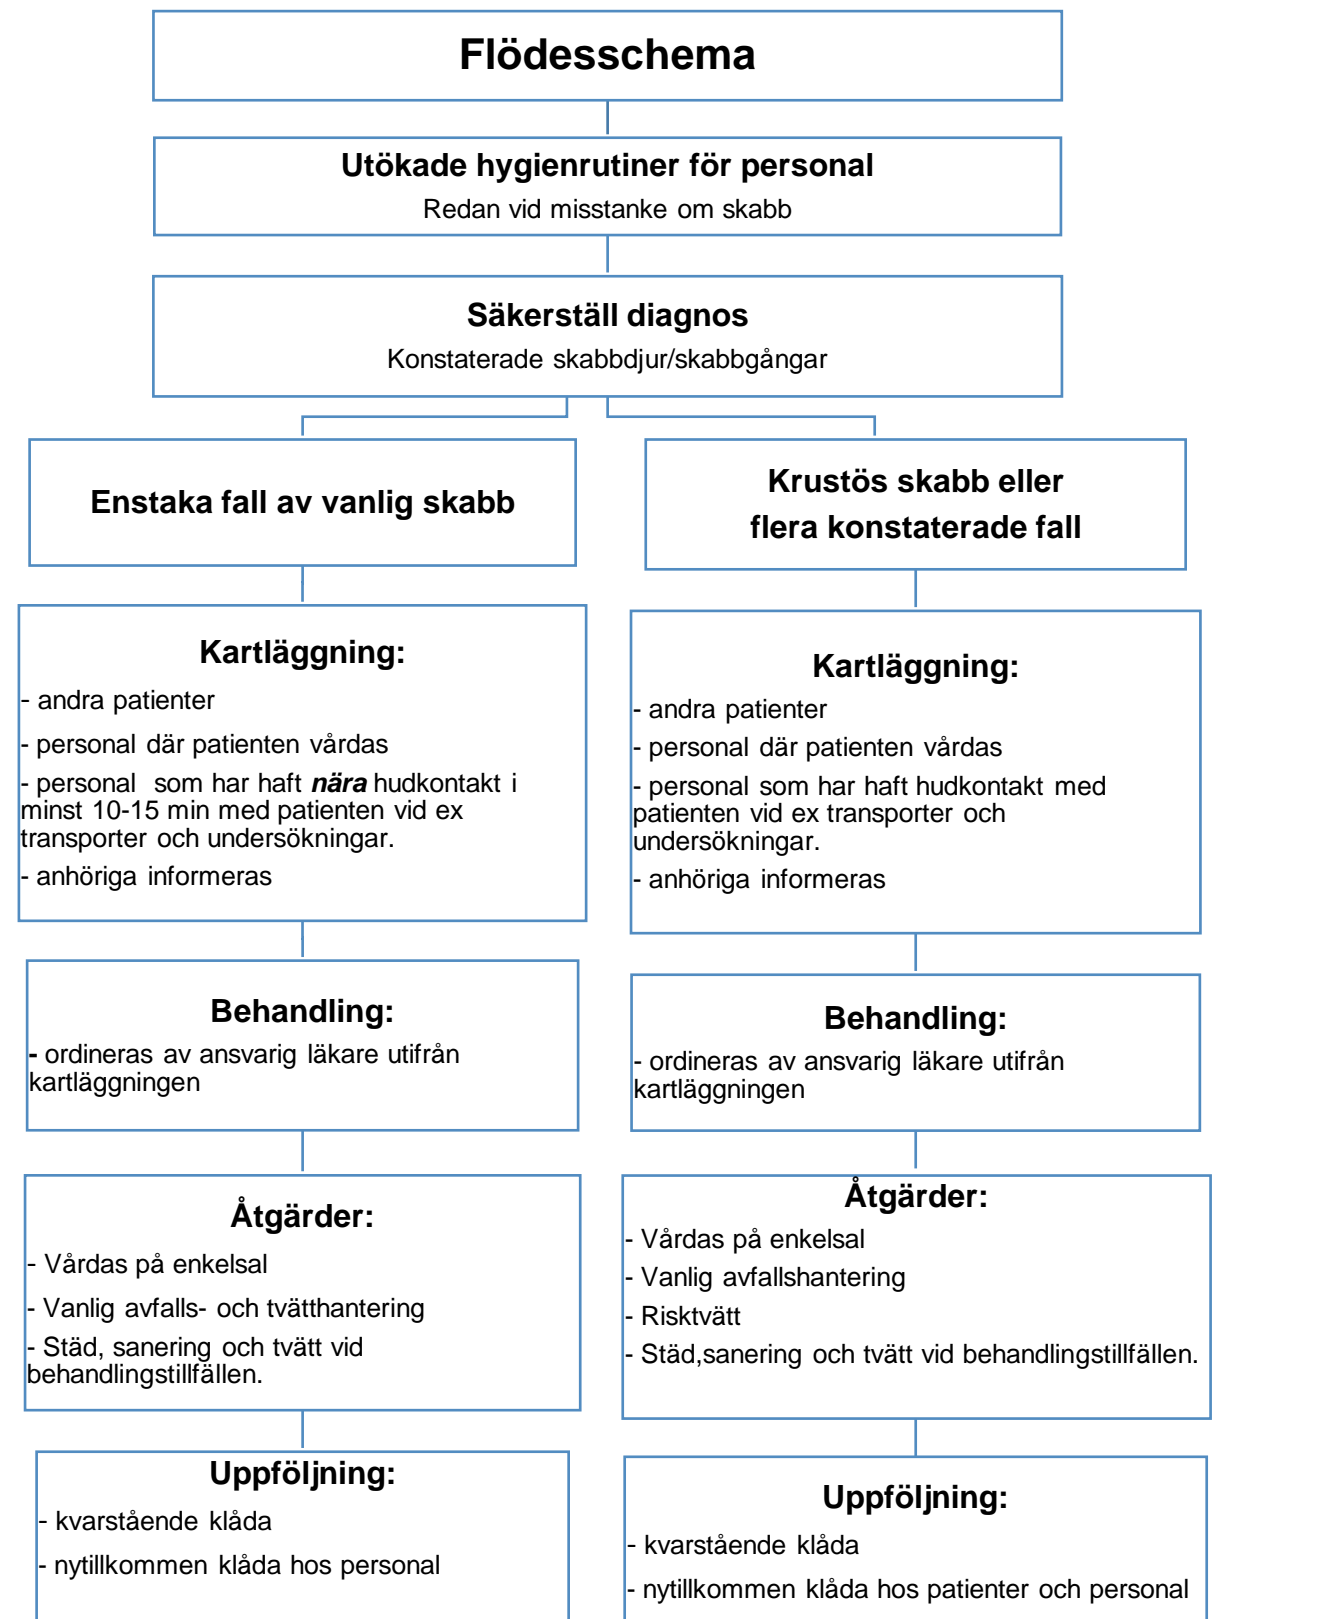 Flödesschema
Utökade hygienrutiner för personal
Redan vid misstanke om skabb
Säkerställ diagnos
Konstaterade skabbdjur/skabbgångar
Enstaka fall av vanlig skabb
Kartläggning:
- andra patienter
- personal där patienten vårdas
- personal som har haft nära hudkontakt i
minst 10-15 min med patienten vid ex
transporter och undersökningar.
- anhöriga informeras
Behandling:
- ordineras av ansvarig läkare utifrån
kartläggningen
Åtgärder:
- Vårdas på enkelsal
- Vanlig avfalls- och tvätthantering
- Städ, sanering och tvätt vid
behandlingstillfällen.
Uppföljning:
- kvarstående klåda
- nytillkommen klåda hos personal
Krustös skabb eller
flera konstaterade fall
Kartläggning:
- andra patienter
- personal där patienten vårdas
- personal som har haft hudkontakt med
patienten vid ex transporter och
undersökningar.
- anhöriga informeras
Behandling:
- ordineras av ansvarig läkare utifrån
kartläggningen
Åtgärder:
- Vårdas på enkelsal
- Vanlig avfallshantering
- Risktvätt
- Städ,sanering och tvätt vid behandlingstillfällen.
Uppföljning:
- kvarstående klåda
- nytillkommen klåda hos patienter och personal